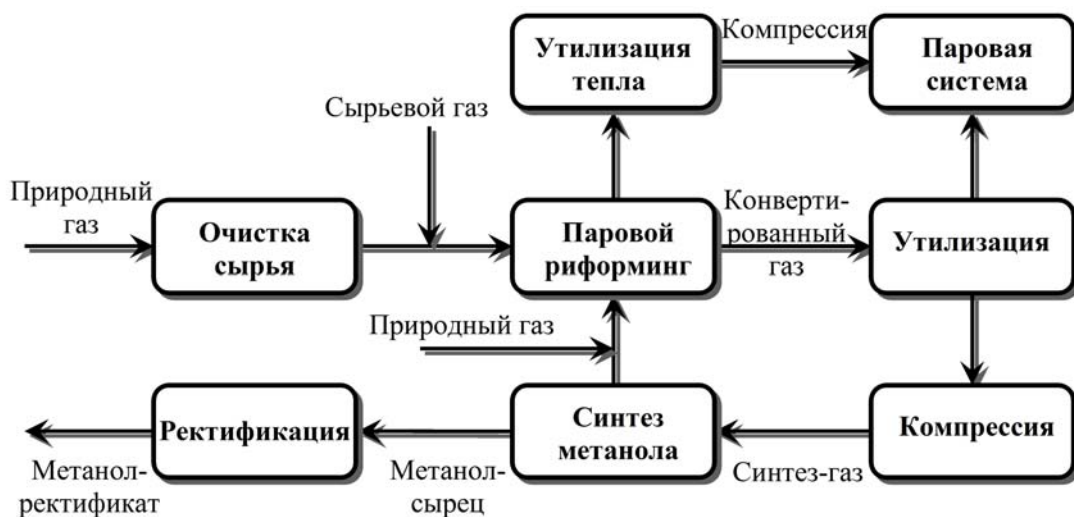 Утилизация
тепла
Компрессия
Паровая
система
Сырьевой газ
Природный
газ
Очистка
сырья
Паровой
риформинг
Конверти-
рованный
газ
Утилизация
Природный газ
Ректификация
Синтез
метанола
Компрессия
Метанол-
ректификат
Метанол-
сырец
Синтез-газ